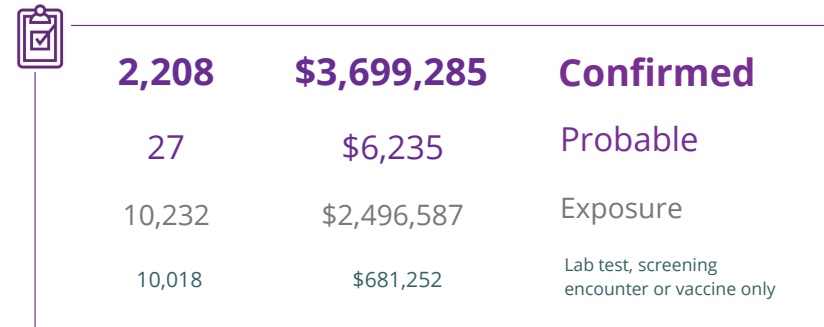 2,208 $3,699,285 Confirmed
27 $6,235 Probable
10,232 $2,496,587 Exposure
10,018 $681,252 Lab test, screening
encounter or vaccine only